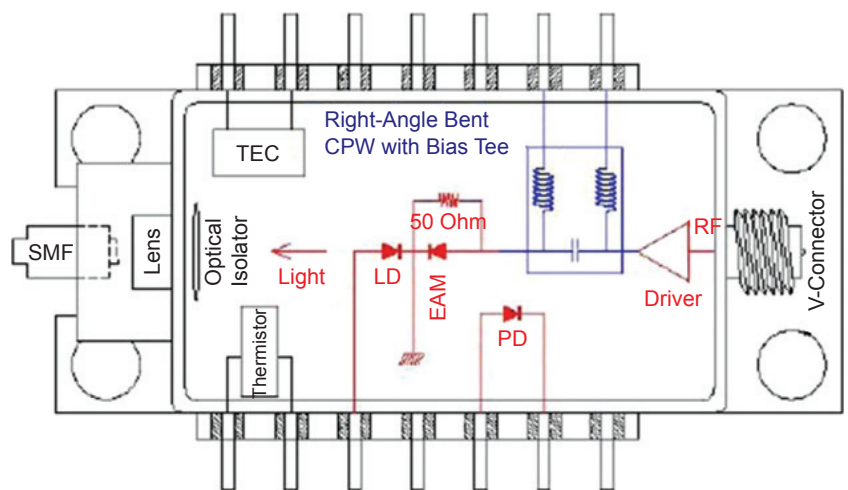 Right-Angle Bent
CPW with Bias Tee
TEC
50 Ohm
RF
SMF
Lens
Optical
Isolator
Light
LD
EAM
Driver
V-Connector
PD
Thermistor